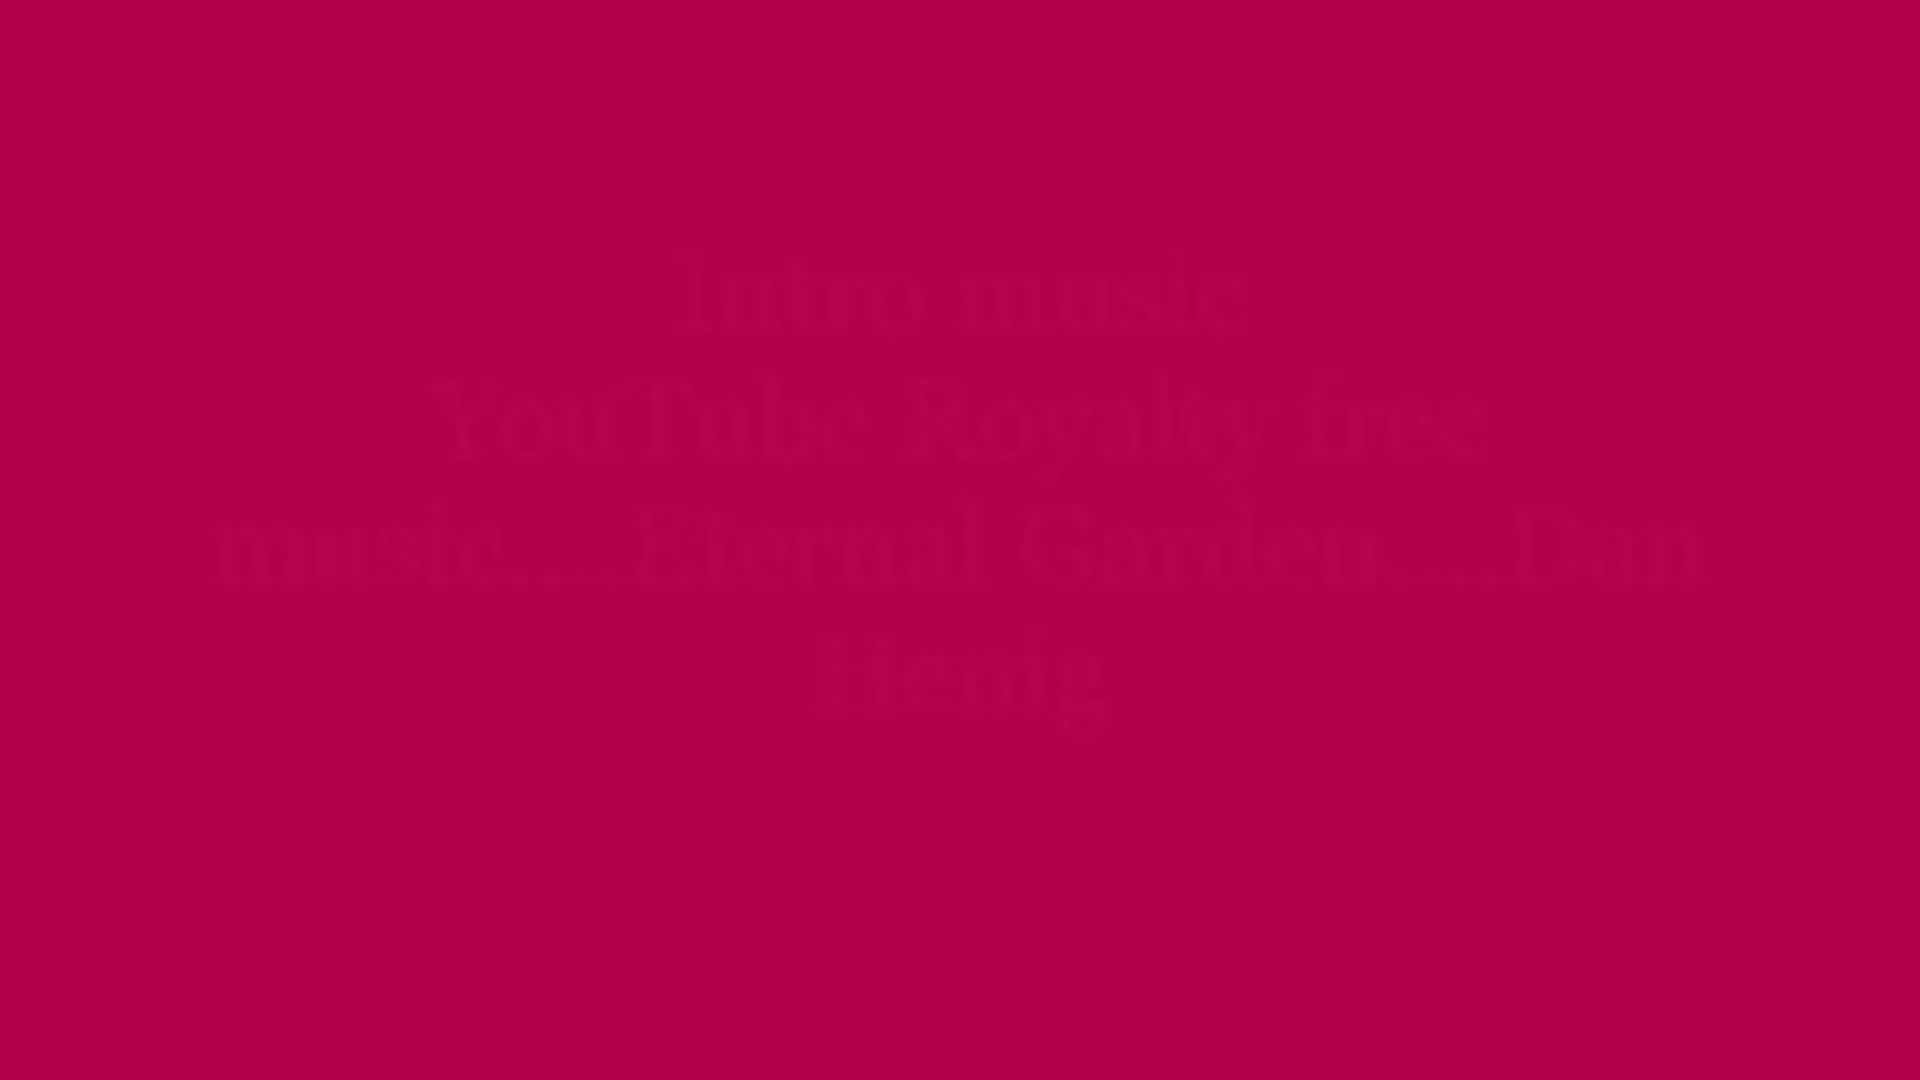 Intro music
YouTube Royalty free
music....Eternal Garden....Dan
Henig